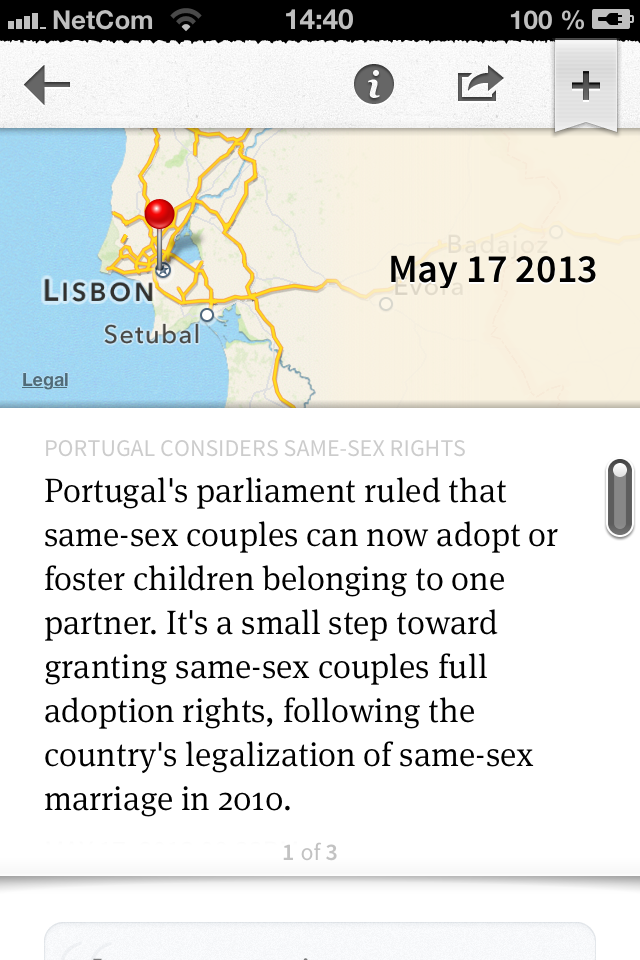 NetCom 14:40 100 %
Badajoz
May 17 2013
Evora
LISBON
Setubal
Legal
PORTUGAL CONSIDERS SAME-SEX RIGHTS
Portugal's parliament ruled that
same-sex couples can now adopt or
foster children belonging to one
partner. It's a small step toward
granting same-sex couples full
adoption rights, following the
country's legalization of same-sex
marriage in 2010.
1 of 3